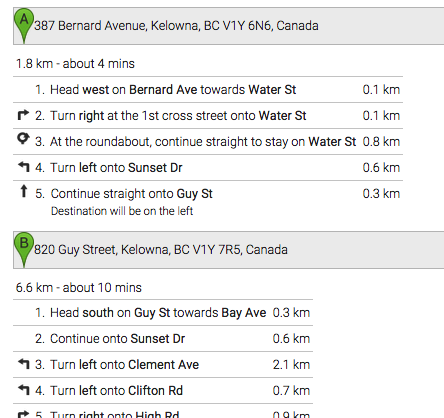 A
387 Bernard Avenue, Kelowna, BC V1Y 6N6, Canada
1.8 km - about 4 mins
1. Head west on Bernard Ave towards Water St 0.1 km
2. Turn right at the 1st cross street onto Water St 0.1 km
3. At the roundabout, continue straight to stay on Water St 0.8 km
4. Turn left onto Sunset Dr 0.6 km
5. Continue straight onto Guy St 0.3 km
Destination will be on the left
B
820 Guy Street, Kelowna, BC V1Y 7R5, Canada
6.6 km - about 10 mins
1. Head south on Guy St towards Bay Ave 0.3 km
2. Continue onto Sunset Dr 0.6 km
3. Turn left onto Clement Ave 2.1 km
4. Turn left onto Clifton Rd 0.7 km
5. Turn right onto High Rd 0.9 km